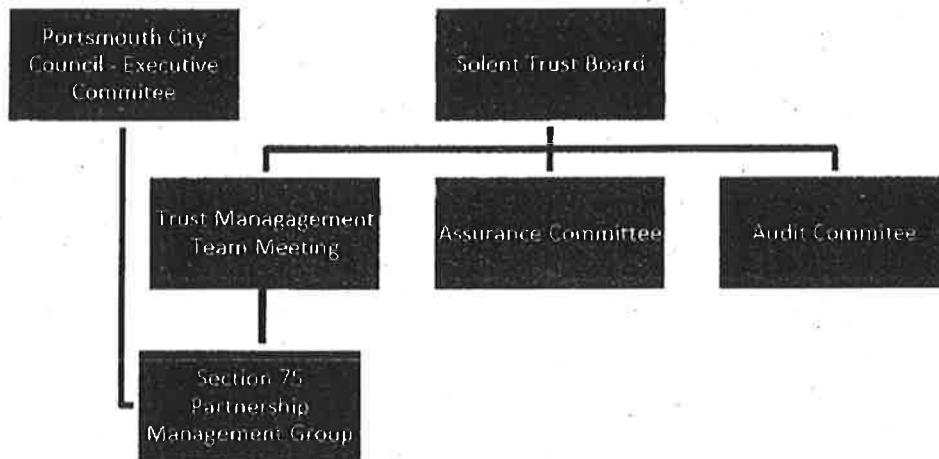 Portsmouth City
Council - Executive
Commitee
Solent Trust Board
Trust Managagement
Team Meeting
Assurance Committee
Audit Commitee
Section 75
Partnership
Management Group